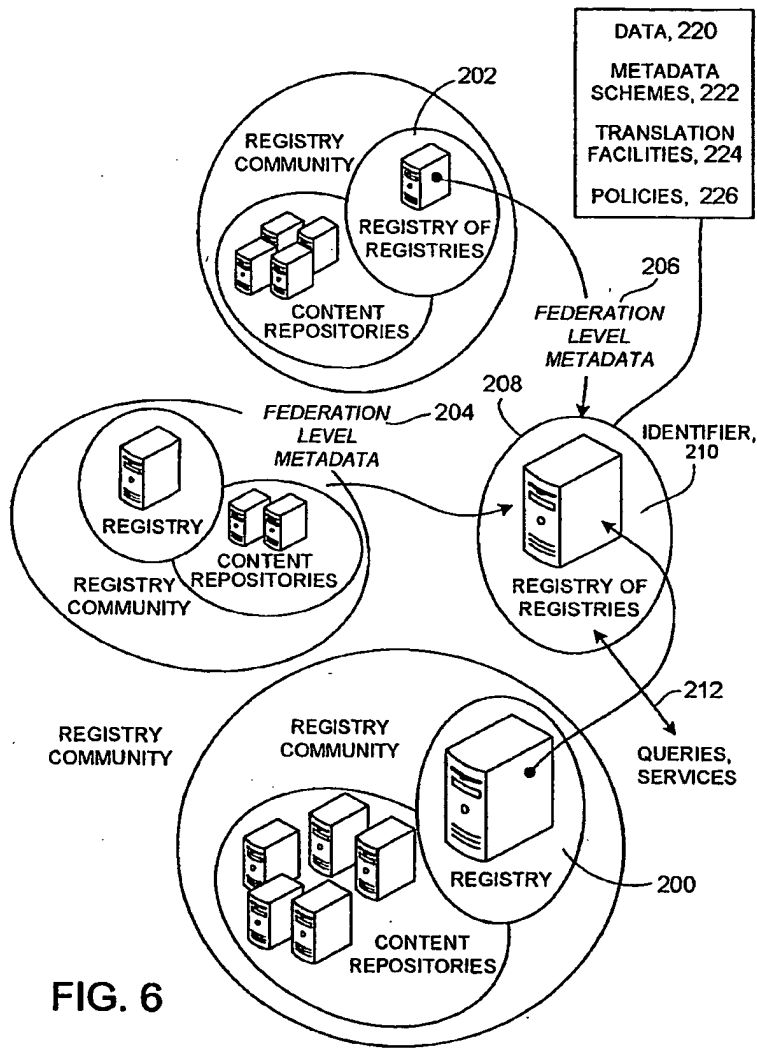 DATA, 220
METADATA
SCHEMES, 222
TRANSLATION
FACILITIES, 224
POLICIES, 226
202
REGISTRY
COMMUNITY
REGISTRY OF
REGISTRIES
CONTENT
REPOSITORIES
206
FEDERATION
LEVEL
METADATA
208
IDENTIFIER,
210
FEDERATION
LEVEL
METADATA
204
REGISTRY
CONTENT
REPOSITORIES
REGISTRY
COMMUNITY
REGISTRY OF
REGISTRIES
212
QUERIES,
SERVICES
REGISTRY
COMMUNITY
REGISTRY
COMMUNITY
REGISTRY
200
CONTENT
REPOSITORIES
FIG. 6